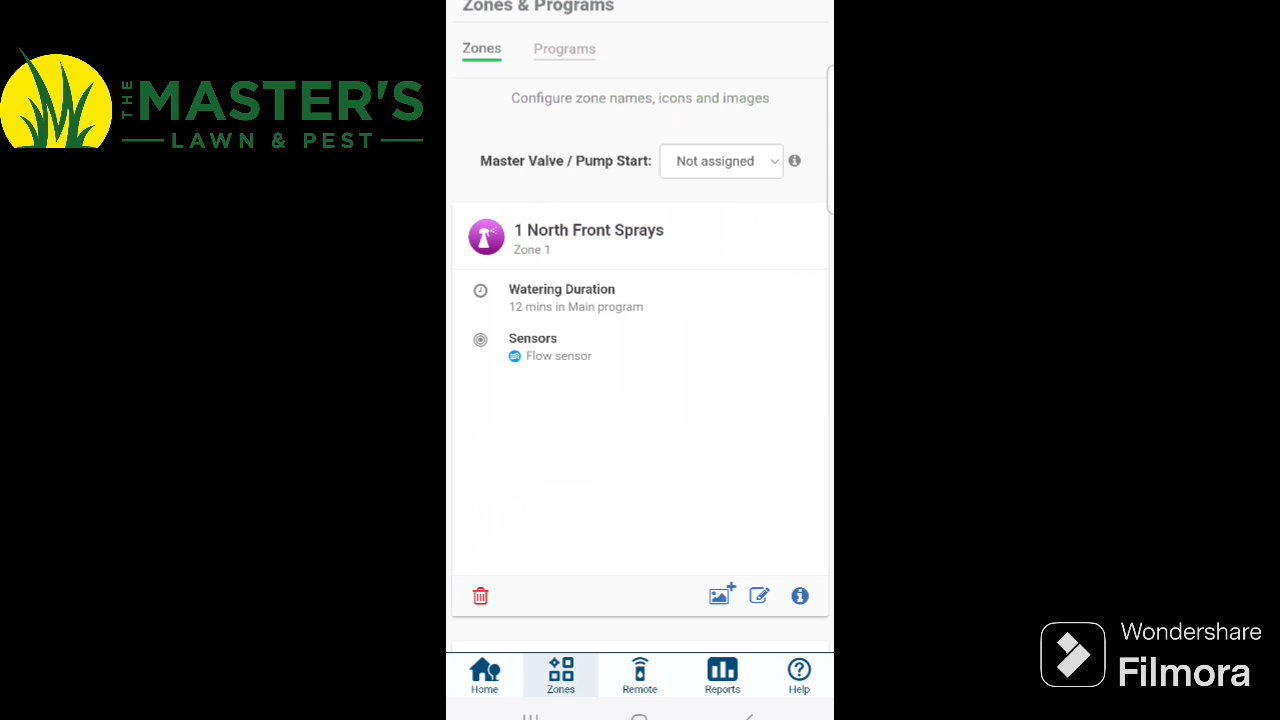 Zones & Programs
Zones
Programs
Configure zone names, icons and images
THE MASTER'S
LAWN & PEST
Master Valve / Pump Start:
Not assigned
1 North Front Sprays
Zone 1
Watering Duration
12 mins in Main program
Sensors
Flow sensor
Home
Zones
Remote
Reports
Help
Wondershare
Filmora